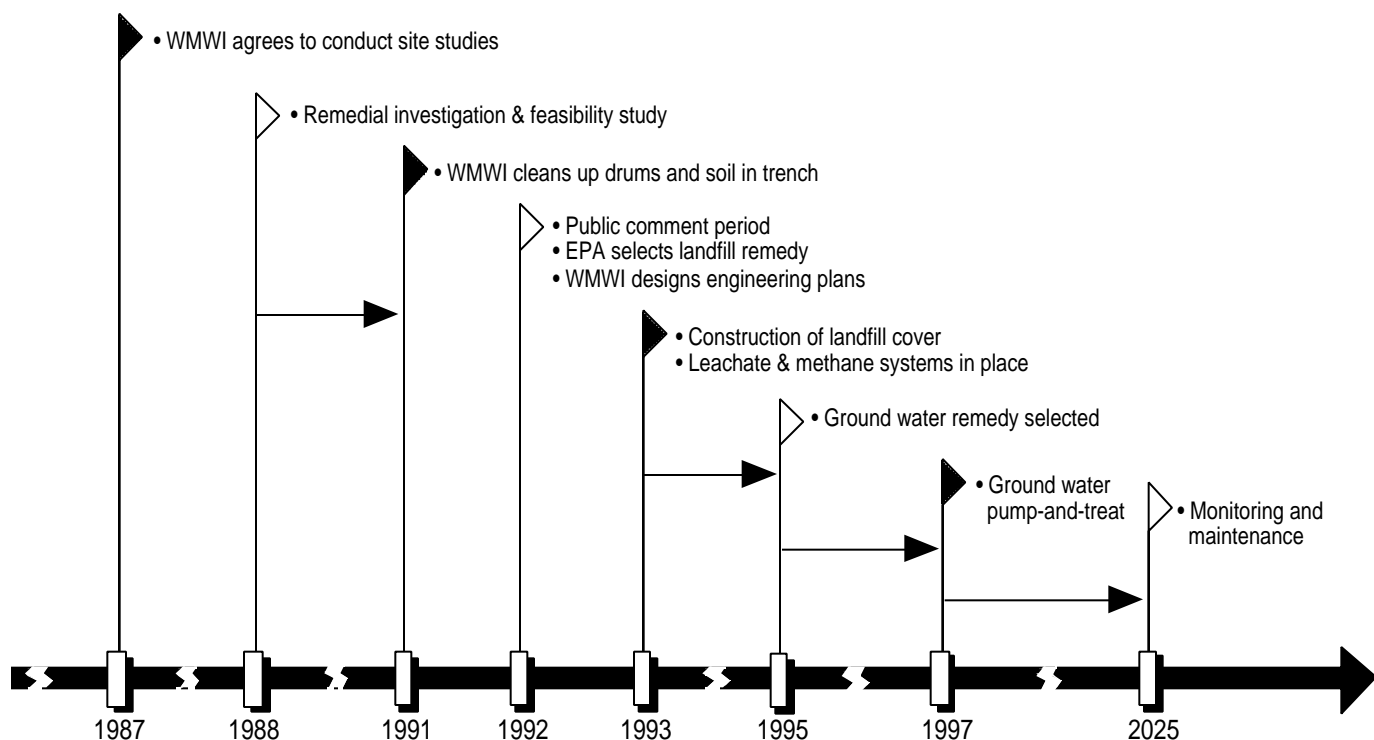 • WMWI agrees to conduct site studies
• Remedial investigation & feasibility study
• WMWI cleans up drums and soil in trench
• Public comment period
• EPA selects landfill remedy
• WMWI designs engineering plans
• Construction of landfill cover
• Leachate & methane systems in place
• Ground water remedy selected
• Ground water
pump-and-treat
• Monitoring and
maintenance
1987 1988 1991 1992 1993 1995 1997 2025